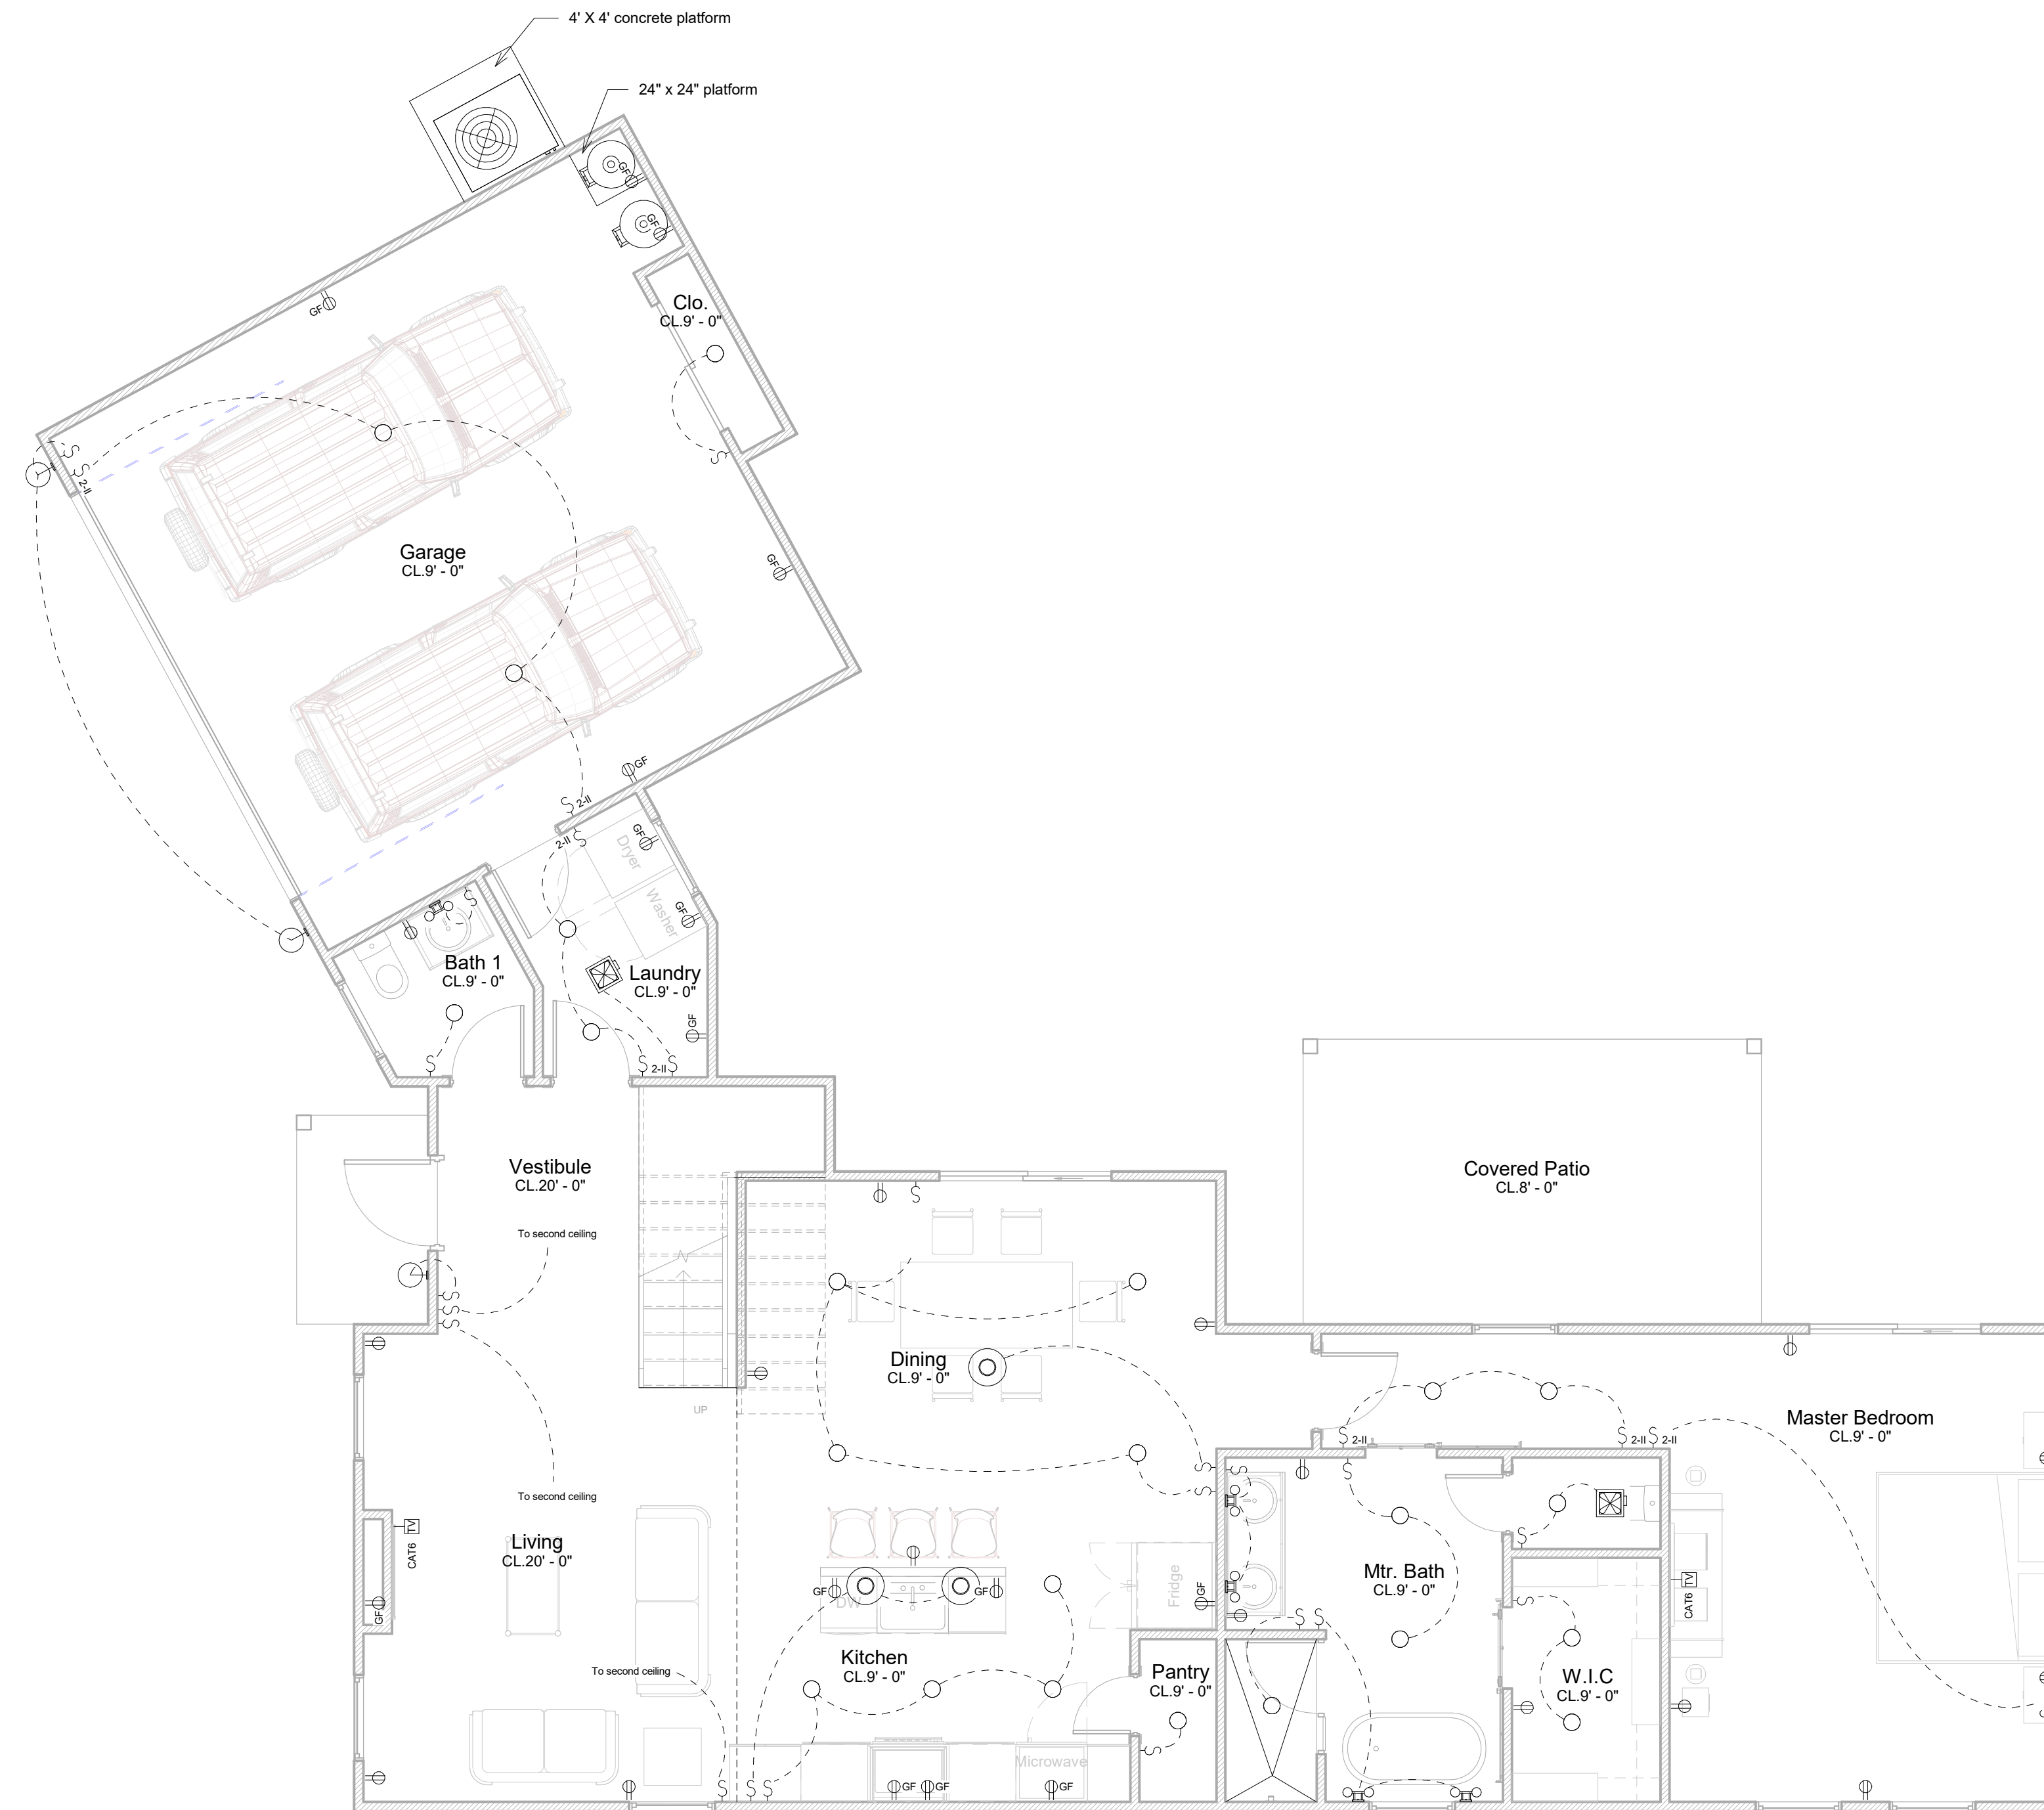 4' X 4' concrete platform
24" x 24" platform
GF
GF
GF
Clo.
CL.9' - 0"
2-II
Garage
CL.9' - 0"
GF
GF
2-II
2-II
GF
Dryer
Washer
GF
Bath 1
CL.9' - 0"
Laundry
CL.9' - 0"
GF
2-II
Vestibule
CL.20' - 0"
To second ceiling
Covered Patio
CL.8' - 0"
Dining
CL.9' - 0"
UP
Master Bedroom
CL.9' - 0"
2-II
2-II
2-II
To second ceiling
Living
CL.20' - 0"
TV
CAT6
GF
GF
DW
GF
Fridge
GF
Mtr. Bath
CL.9' - 0"
TV
CAT6
To second ceiling
Kitchen
CL.9' - 0"
Pantry
CL.9' - 0"
W.I.C
CL.9' - 0"
Microwave
GF
GF
GF